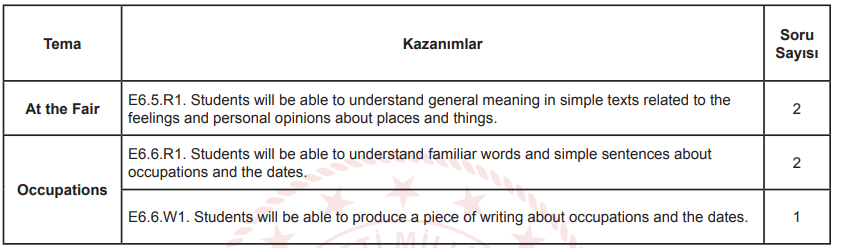 Tema
Kazanımlar
Soru
Sayısı
At the Fair
E6.5.R1. Students will be able to understand general meaning in simple texts related to the
feelings and personal opinions about places and things.
2
Occupations
E6.6.R1. Students will be able to understand familiar words and simple sentences about
occupations and the dates.
2
E6.6.W1. Students will be able to produce a piece of writing about occupations and the dates.
1